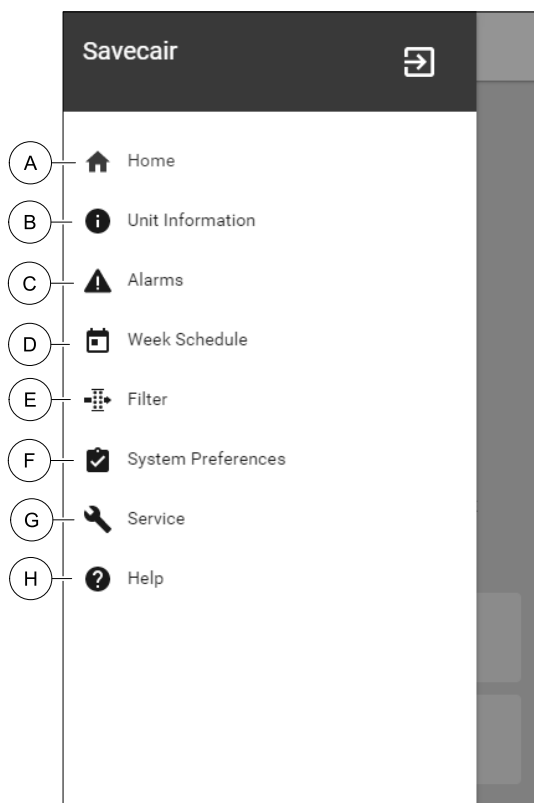 Savecair
A Home
B Unit Information
C Alarms
D Week Schedule
E Filter
F System Preferences
G Service
H Help